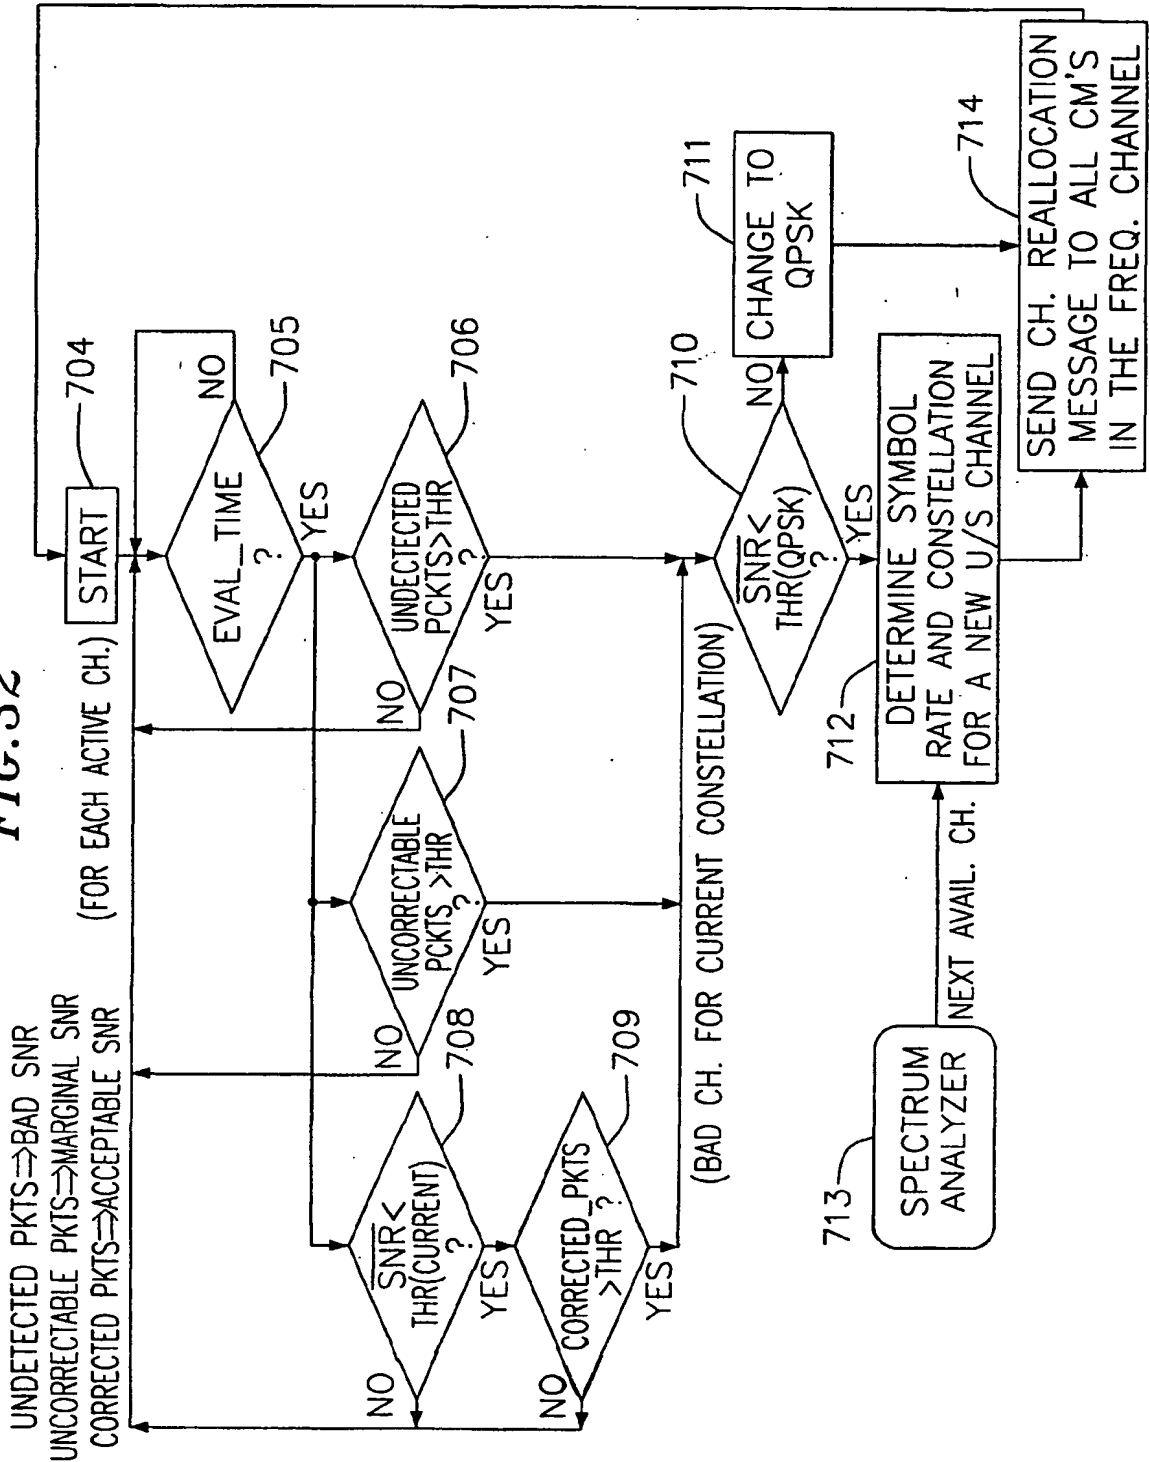 FIG.32
UNDETECTED PKTS⇒BAD SNR
UNCORRECTABLE PKTS⇒MARGINAL SNR
CORRECTED PKTS⇒ACCEPTABLE SNR
(FOR EACH ACTIVE CH.)
START
704
EVAL_TIME
?
705
NO
YES
UNDECTECTED
PCKTS>THR
?
706
NO
YES
UNCORRECTABLE
PCKTS >THR
?
707
NO
YES
SNR<
THR(CURRENT)
?
708
NO
YES
CORRECTED_PKTS
>THR ?
709
NO
YES
(BAD CH. FOR CURRENT CONSTELLATION)
SNR<
THR(QPSK)
?
710
NO
YES
CHANGE TO
QPSK
711
DETERMINE SYMBOL
RATE AND CONSTELLATION
FOR A NEW U/S CHANNEL
712
NEXT AVAIL. CH.
SPECTRUM
ANALYZER
713
SEND CH. REALLOCATION
MESSAGE TO ALL CM'S
IN THE FREQ. CHANNEL
714